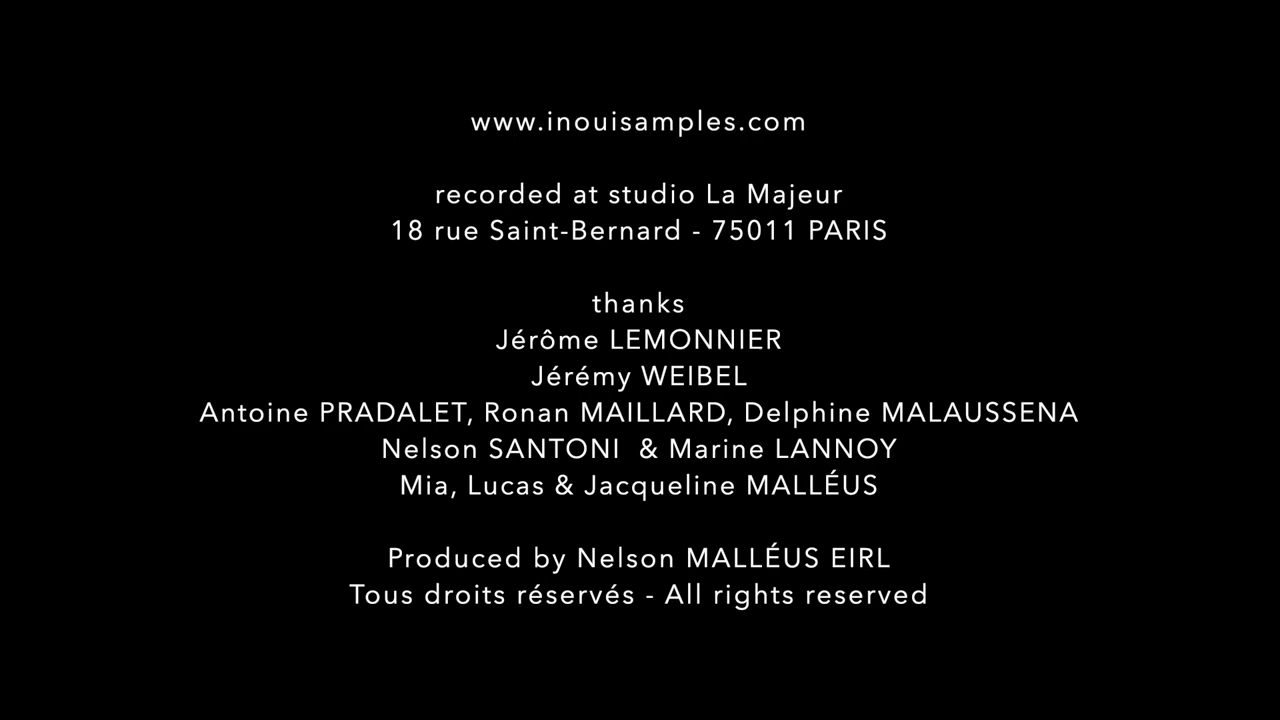 www.inouisamples.com
recorded at studio La Majeur
18 rue Saint-Bernard - 75011 PARIS
thanks
Jérôme LEMONNIER
Jérémy WEIBEL
Antoine PRADALET, Ronan MAILLARD, Delphine MALAUSSENA
Nelson SANTONI  & Marine LANNOY
Mia, Lucas & Jacqueline MALLÉUS
Produced by Nelson MALLÉUS EIRL
Tous droits réservés - All rights reserved